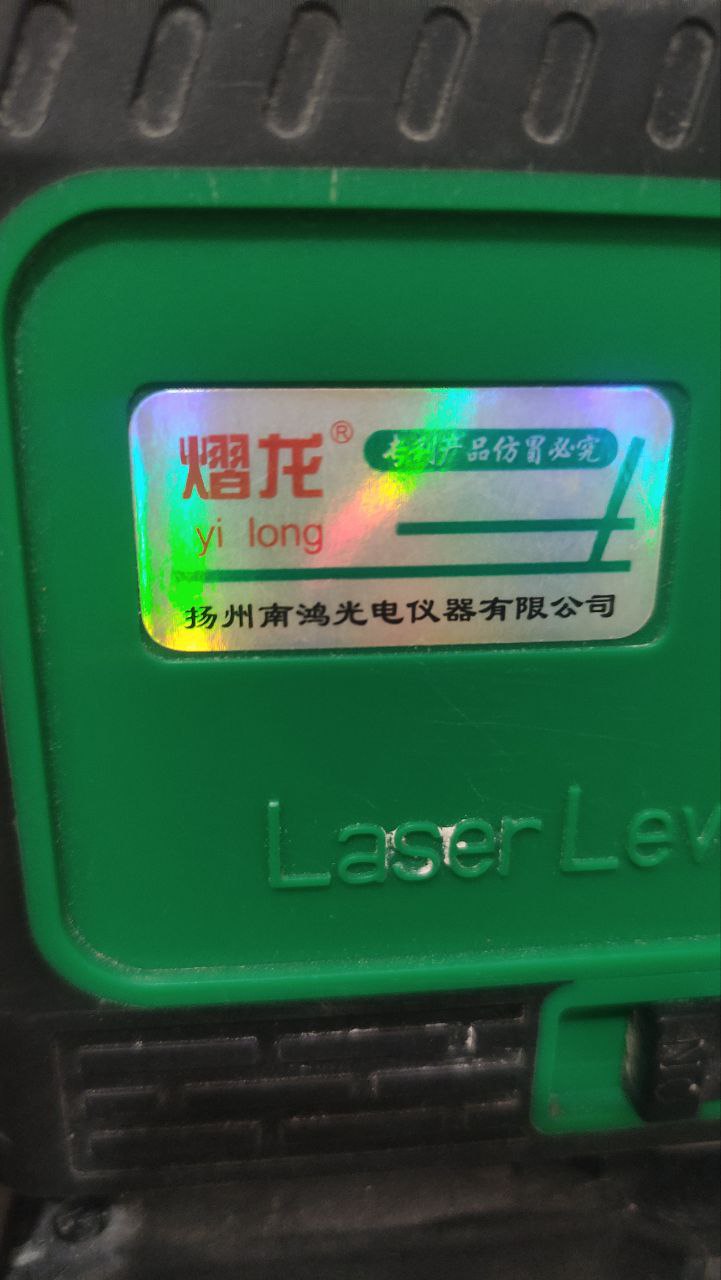 熠龙®
专利产品仿冒必究
yi long
扬州南鸿光电仪器有限公司
Laser Lev